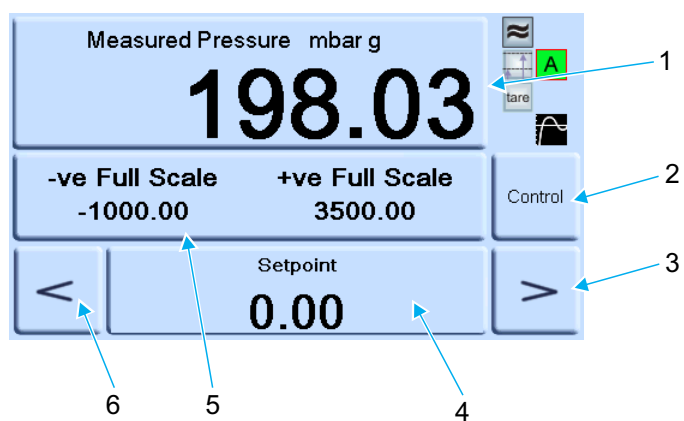 Measured Pressure mbar g
198.03
A
tare
1
-ve Full Scale +ve Full Scale
-1000.00 3500.00
Control
2
3
<
Setpoint
0.00
>
6
5
4